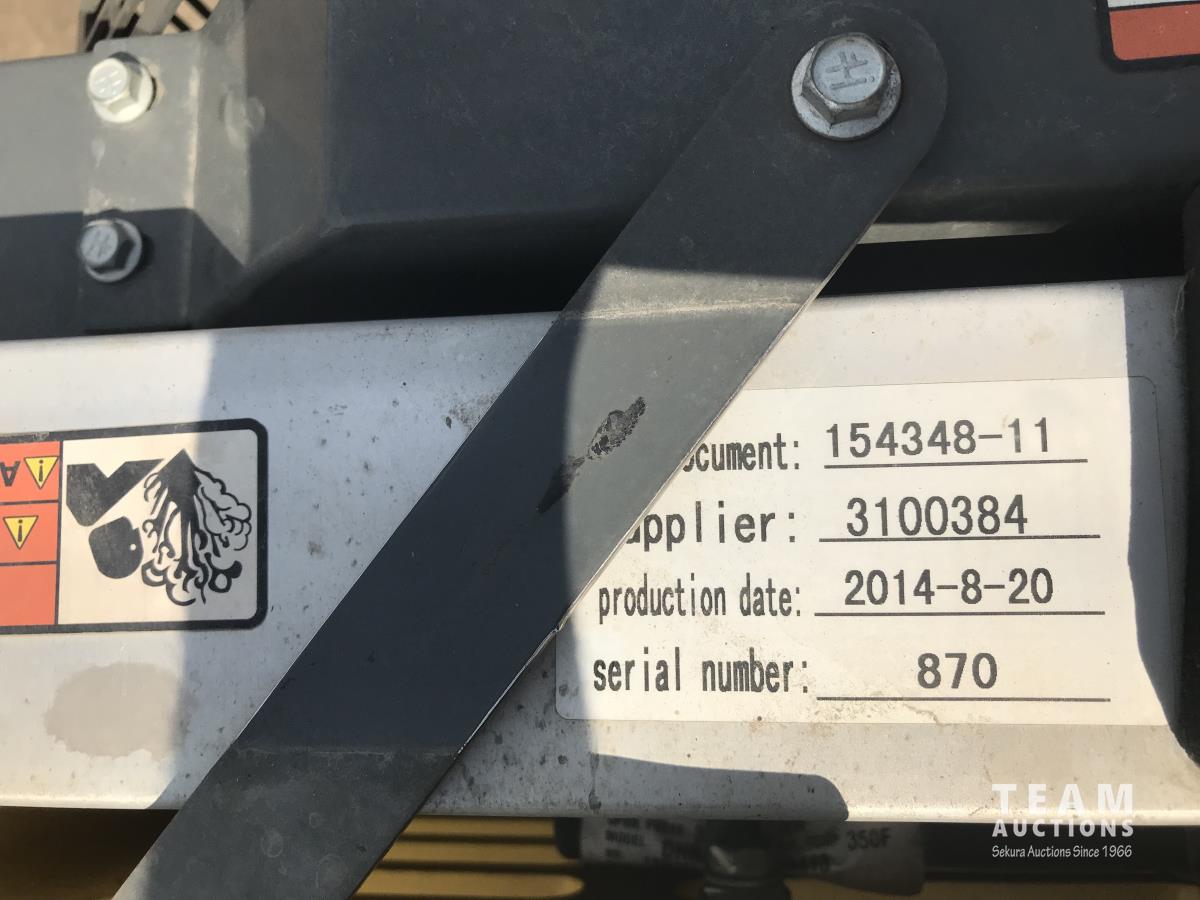 ocument: 154348-11
upplier: 3100384
production date: 2014-8-20
serial number: 870
350F
TEAM
AUCTIONS
Sekura Auctions Since 1966